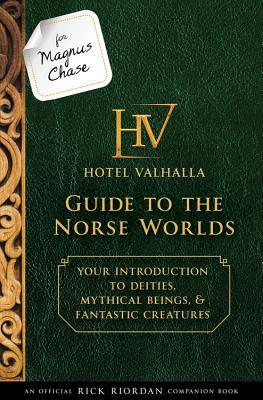 for
Magnus
Chase
HV
HOTEL VALHALLA
GUIDE TO THE
NORSE WORLDS
YOUR INTRODUCTION
TO DEITIES,
MYTHICAL BEINGS, &
FANTASTIC CREATURES
AN OFFICIAL RICK RIORDAN COMPANION BOOK